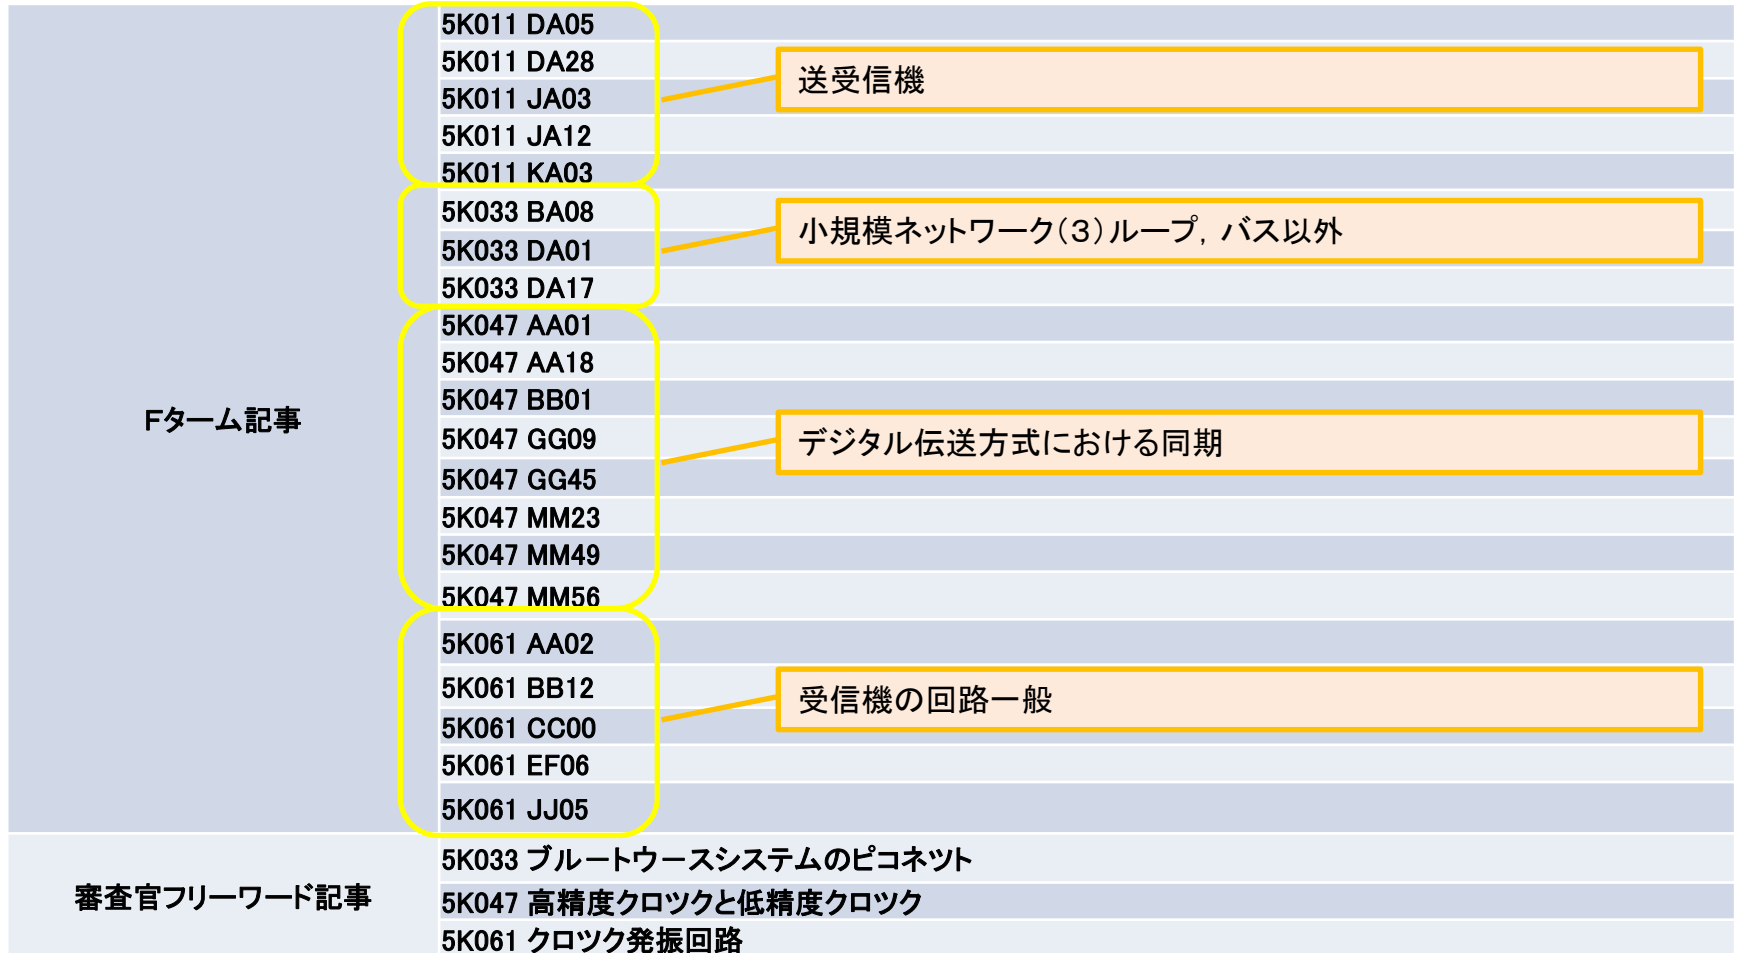 Fターム記事
5K011 DA05
5K011 DA28
5K011 JA03
5K011 JA12
5K011 KA03
送受信機
5K033 BA08
5K033 DA01
5K033 DA17
小規模ネットワーク(3)ループ，バス以外
5K047 AA01
5K047 AA18
5K047 BB01
5K047 GG09
5K047 GG45
5K047 MM23
5K047 MM49
5K047 MM56
デジタル伝送方式における同期
5K061 AA02
5K061 BB12
5K061 CC00
5K061 EF06
5K061 JJ05
受信機の回路一般
審査官フリーワード記事
5K033 ブルートウースシステムのピコネツト
5K047 高精度クロツクと低精度クロツク
5K061 クロツク発振回路